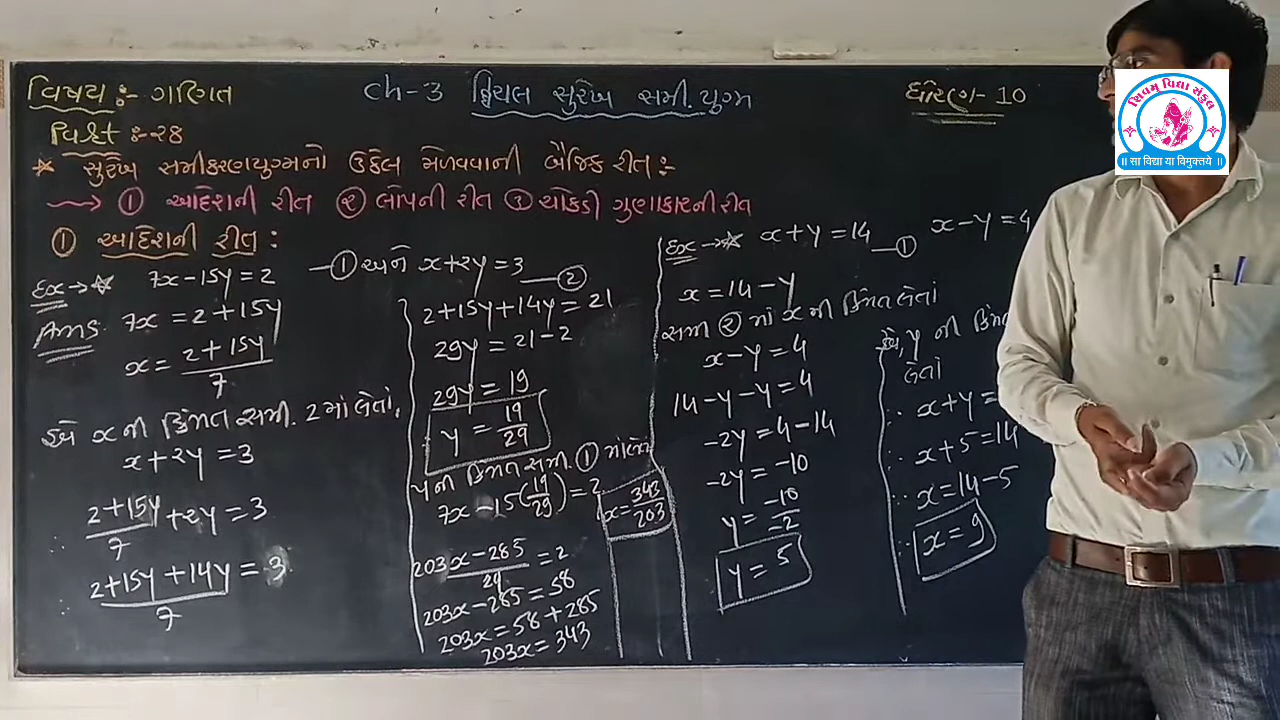 વિષય :- ગણિત
ch-3 દ્વિચલ સુરેખ સમી. યુગ્મ
ધોરણ- 10
વિડિયો :- ૨૪
* સુરેખ સમીકરણયુગ્મનો ઉકેલ મેળવવાની બૈજિક રીત :-
① આદેશની રીત ② લોપની રીત ③ ચોકડી ગુણાકારની રીત
① આદેશની રીત :
Ex → * 7x-15y=2 —① અને x+2y=3 —②
Ans. 7x = 2+15y
x = 2+15y/7
હવે x ની કિંમત સમી. 2 માં લેતાં,
x+2y=3
∴ 2+15y/7 +2y=3
∴ 2+15y+14y/7 = 3
2+15y+14y=21
29y=21-2
29y=19
y = 19/29
y ની કિંમત સમી. ① માં લેતાં
7x-15(19/29)=2
203x-285/29 = 2
203x-285=58
203x=58+285
203x=343
x=343/203
Ex → * x+y=14 —① x-y=4
x=14-y
સમી ② માં x ની કિંમત લેતાં
x-y=4
14-y-y=4
-2y=4-14
-2y=-10
y=-10/-2
y=5
હવે, y ની
લેતાં
∴ x+y=
x+5=14
∴ x=14-5
∴ x=9
શિવમ્ વિદ્યા સંકુલ
॥ सा विद्या या विमुक्तये ॥